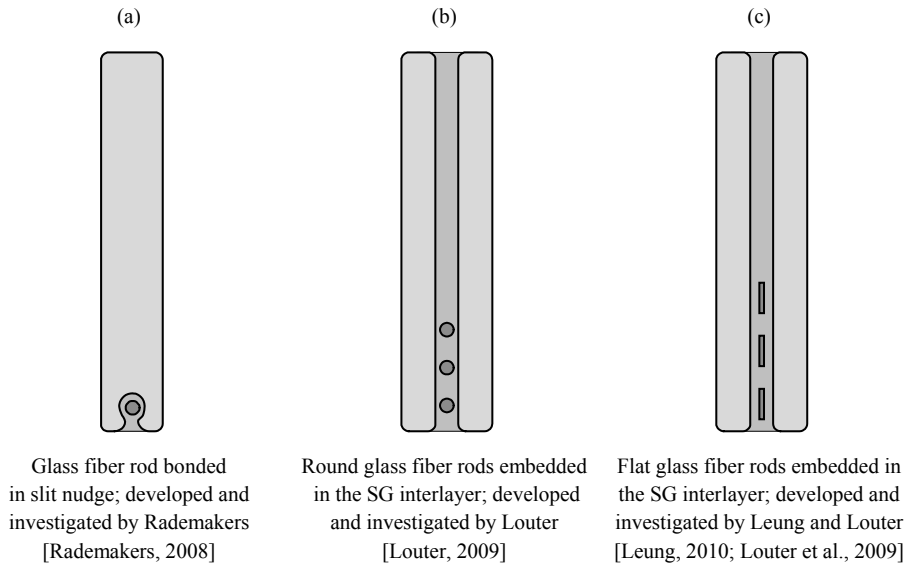 (a)
(b)
(c)
Glass fiber rod bonded
in slit nudge; developed and
investigated by Rademakers
[Rademakers, 2008]
Round glass fiber rods embedded
in the SG interlayer; developed
and investigated by Louter
[Louter, 2009]
Flat glass fiber rods embedded in
the SG interlayer; developed and
investigated by Leung and Louter
[Leung, 2010; Louter et al., 2009]